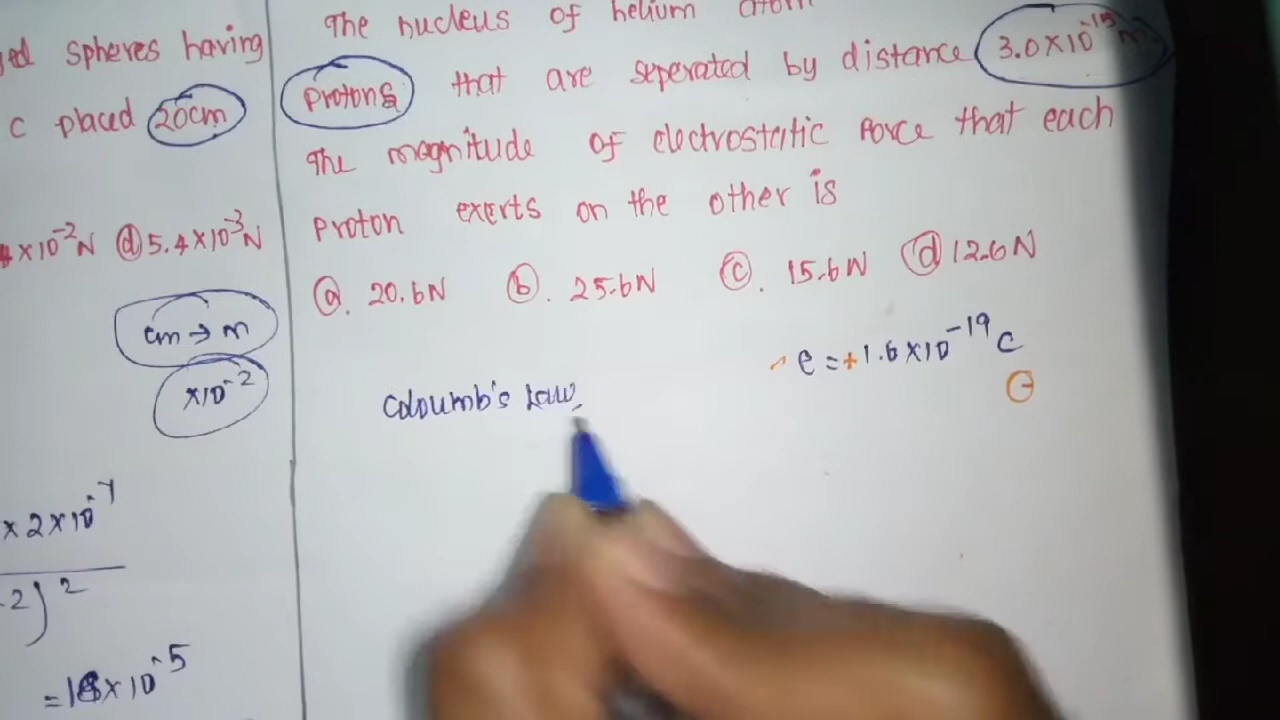 spheres having
c placed 20cm
×10⁻²N ⓓ 5.4×10⁻³N
cm → m
×10⁻²
×2×10⁻⁷
-2)²
=18×10⁻⁵
The nucleus of helium atom
protons that are seperated by distance 3.0×10⁻¹⁵m
The magnitude of electrostatic Force that each
proton exerts on the other is
ⓐ. 20.6N ⓑ. 25.6N ⓒ. 15.6N ⓓ 12.6N
e = +1.6×10⁻¹⁹ C
Coloumb's Law